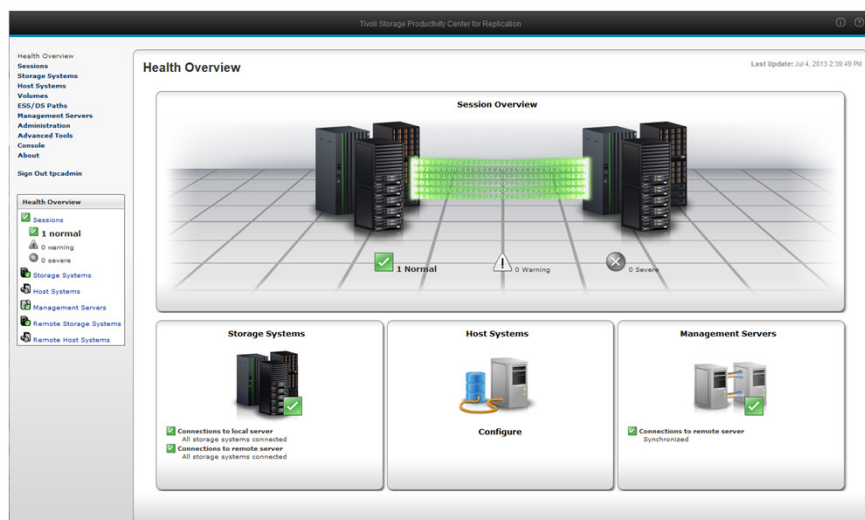 Tivoli Storage Productivity Center for Replication
Health Overview
Sessions
Storage Systems
Host Systems
Volumes
ESS/DS Paths
Management Servers
Administration
Advanced Tools
Console
About
Sign Out tpcadmin
Health Overview
Sessions
1 normal
0 warning
0 severe
Storage Systems
Host Systems
Management Servers
Remote Storage Systems
Remote Host Systems
Health Overview
Last Update: Jul 4, 2013 2:39:49 PM
Session Overview
1 Normal
0 Warning
0 Severe
Storage Systems
Connections to local server
All storage systems connected
Connections to remote server
All storage systems connected
Host Systems
Configure
Management Servers
Connections to remote server
Synchronized